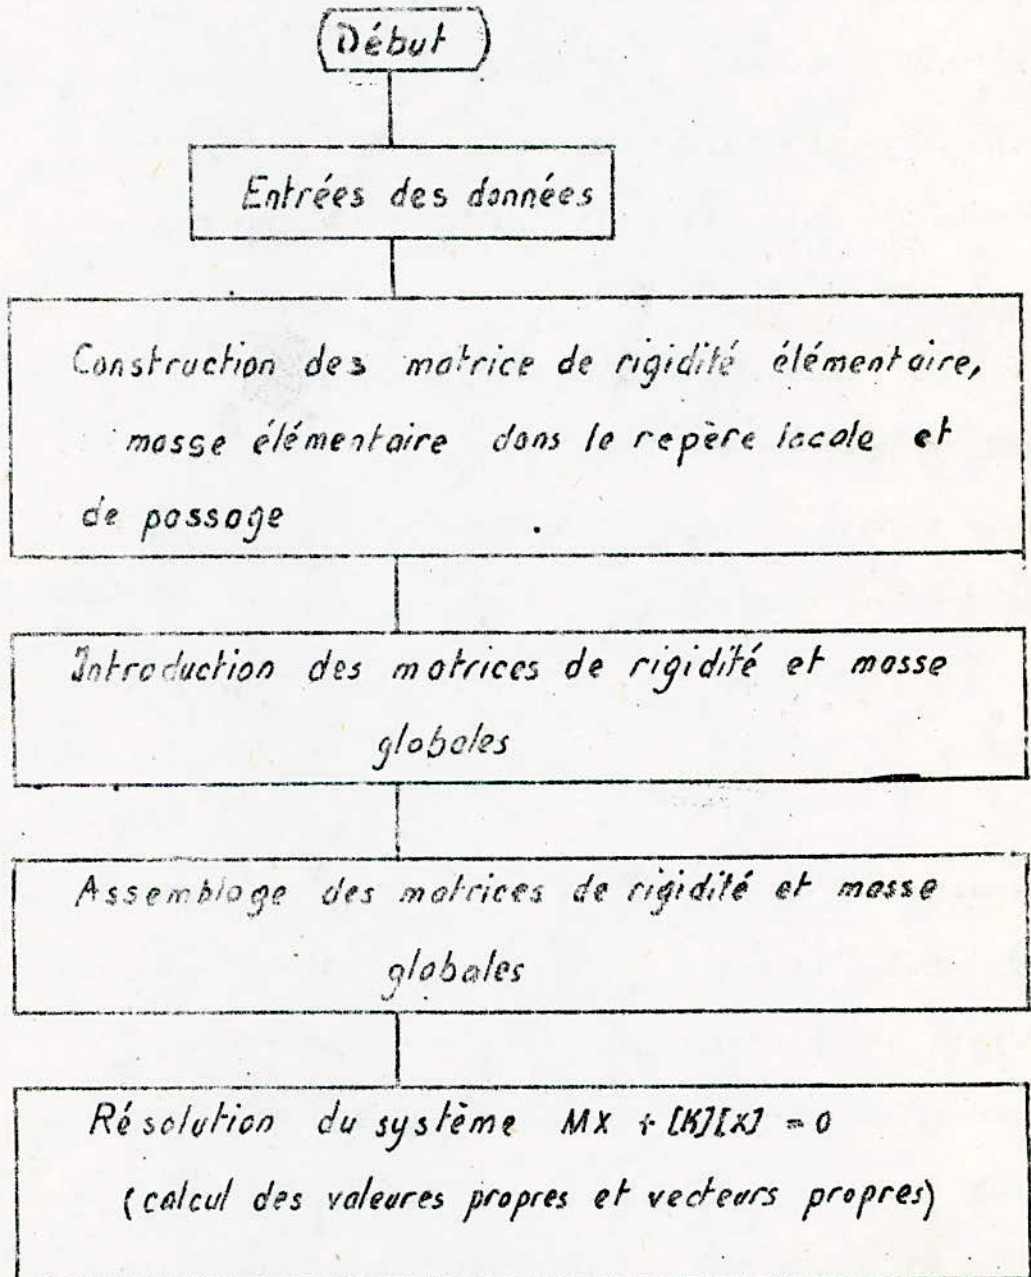 Début
Entrées des données
Construction des matrice de rigidité élémentaire,
masse élémentaire dans le repère locale et
de passage
Introduction des matrices de rigidité et masse
globales
Assemblage des matrices de rigidité et masse
globales
Résolution du système MX + [K][X] = 0
(calcul des valeures propres et vecteurs propres)